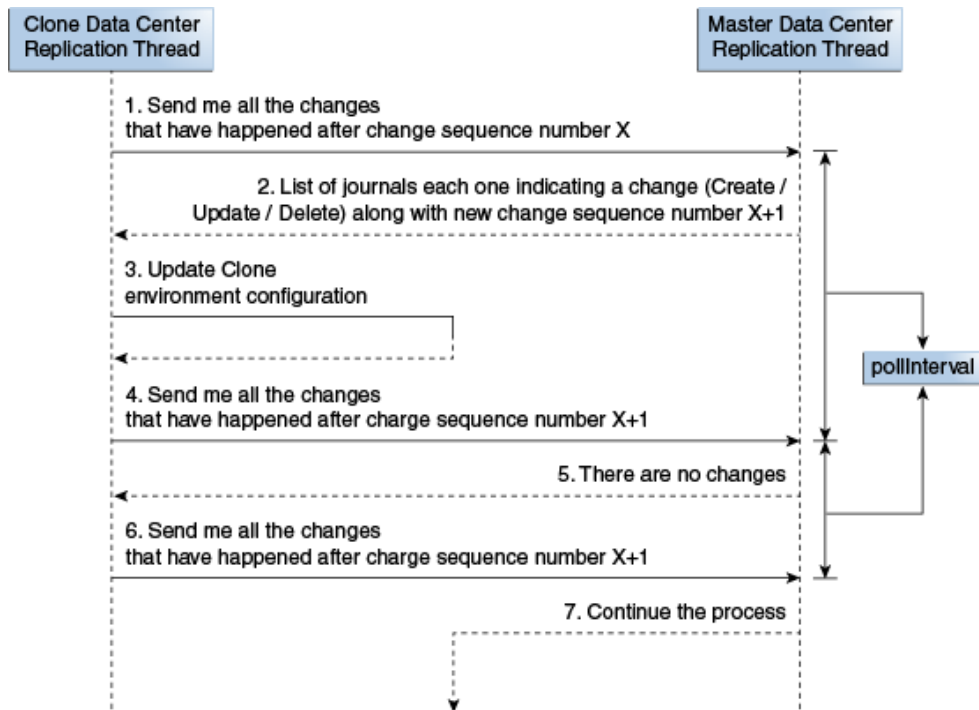 Clone Data Center
Replication Thread
Master Data Center
Replication Thread
1. Send me all the changes
that have happened after change sequence number X
2. List of journals each one indicating a change (Create /
Update / Delete) along with new change sequence number X+1
3. Update Clone
environment configuration
pollInterval
4. Send me all the changes
that have happened after charge sequence number X+1
5. There are no changes
6. Send me all the changes
that have happened after charge sequence number X+1
7. Continue the process